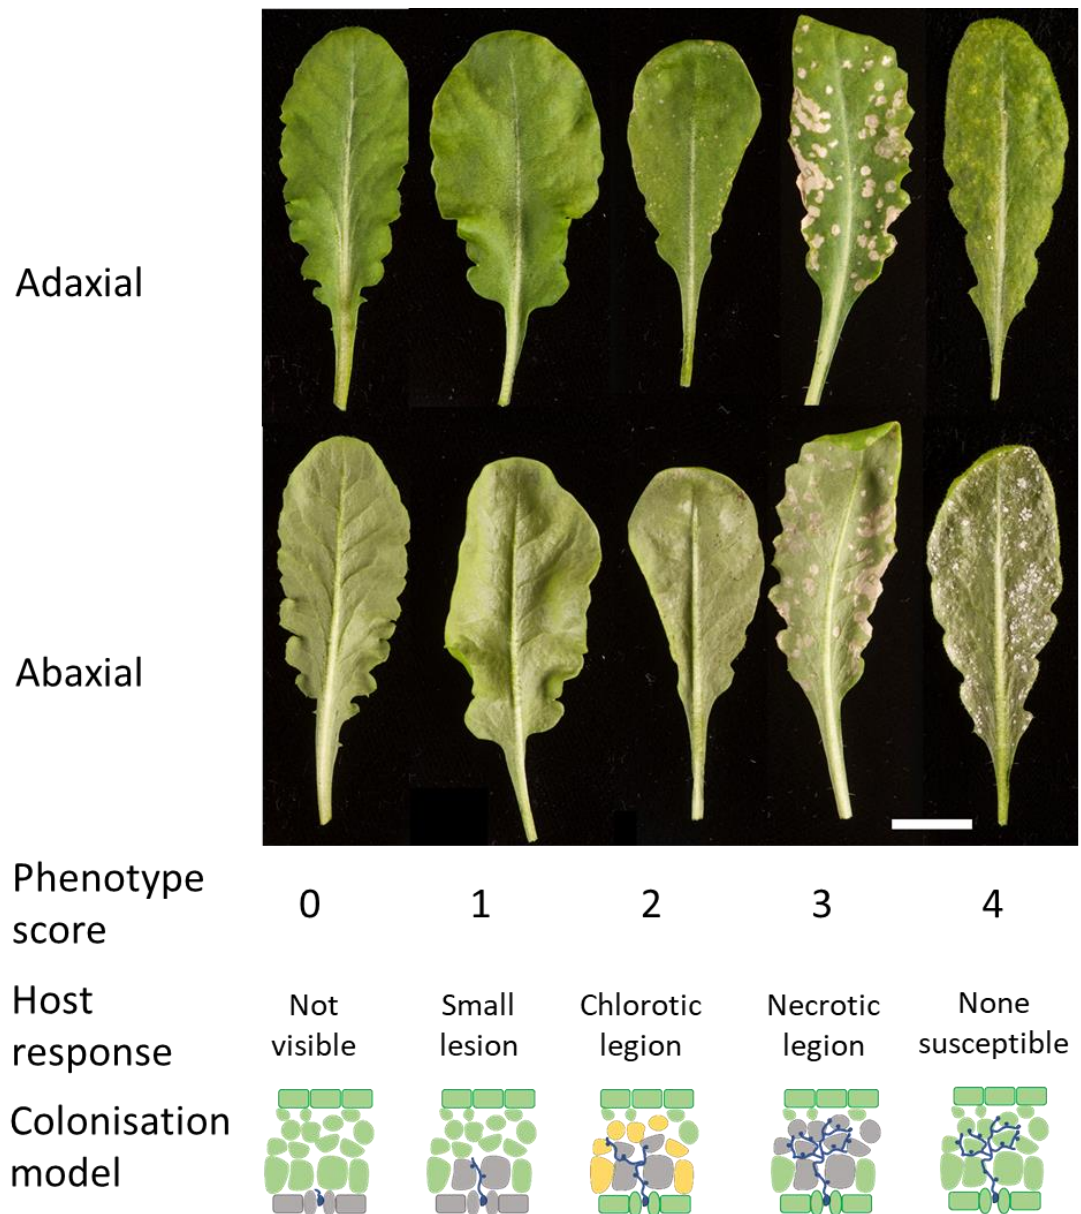 Adaxial
Abaxial
Phenotype
score
0 1 2 3 4
Host
response
Not
visible
Small
lesion
Chlorotic
legion
Necrotic
legion
None
susceptible
Colonisation
model